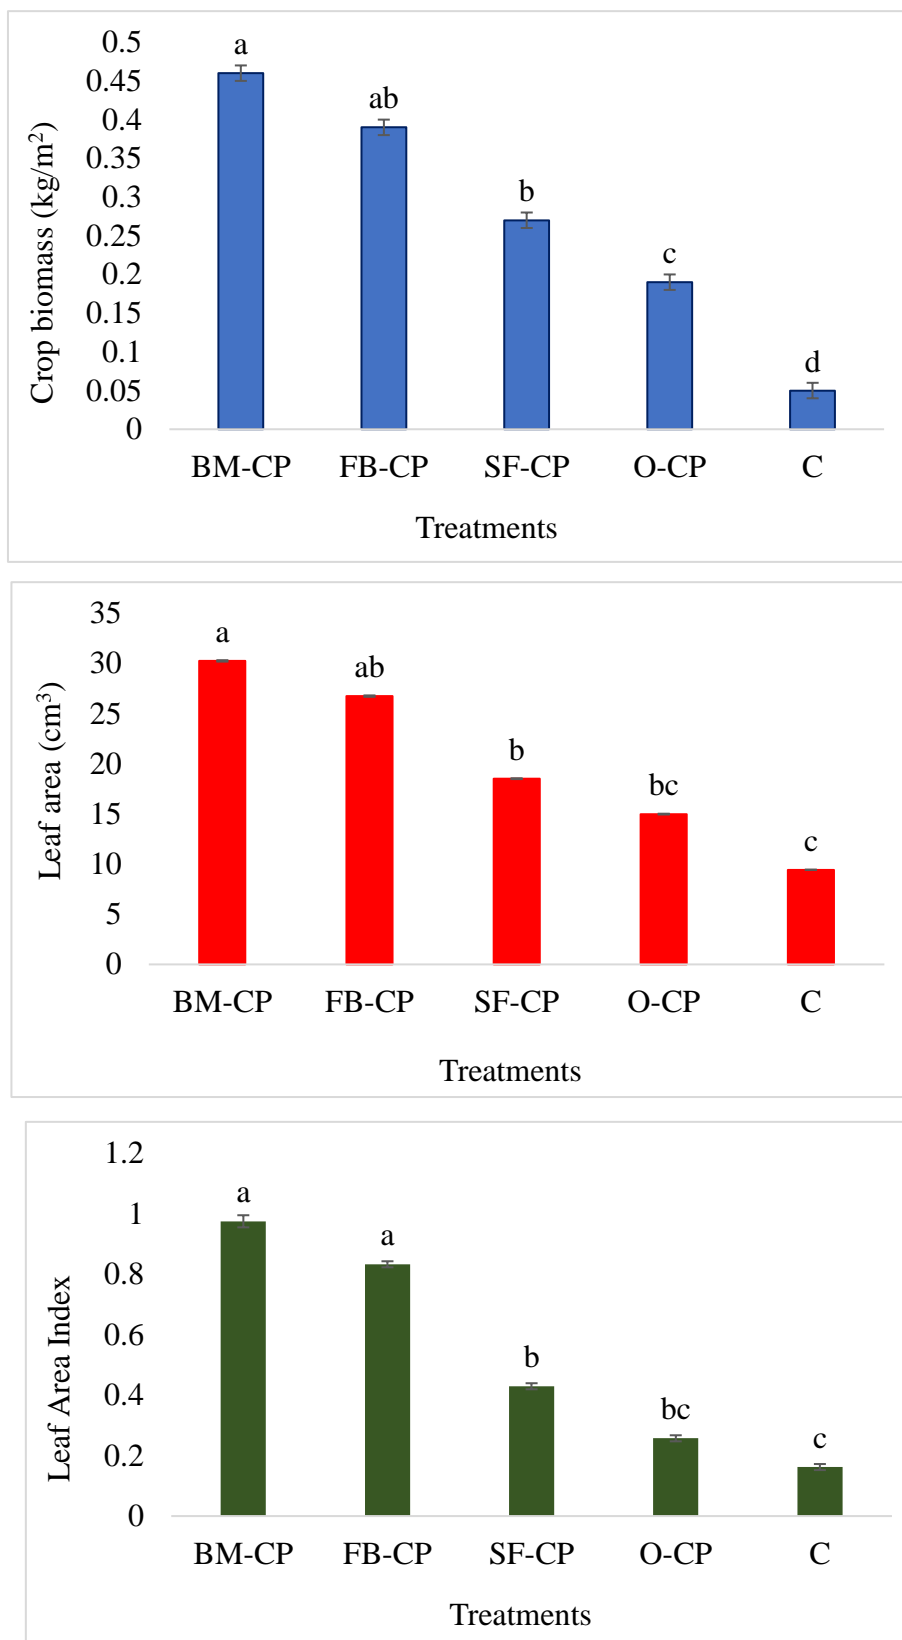 Crop biomass (kg/m²)
0.5
0.45
0.4
0.35
0.3
0.25
0.2
0.15
0.1
0.05
0
a
ab
b
c
d
BM-CP FB-CP SF-CP O-CP C
Treatments
Leaf area (cm³)
35
30
25
20
15
10
5
0
a
ab
b
bc
c
BM-CP FB-CP SF-CP O-CP C
Treatments
Leaf Area Index
1.2
1
0.8
0.6
0.4
0.2
0
a
a
b
bc
c
BM-CP FB-CP SF-CP O-CP C
Treatments